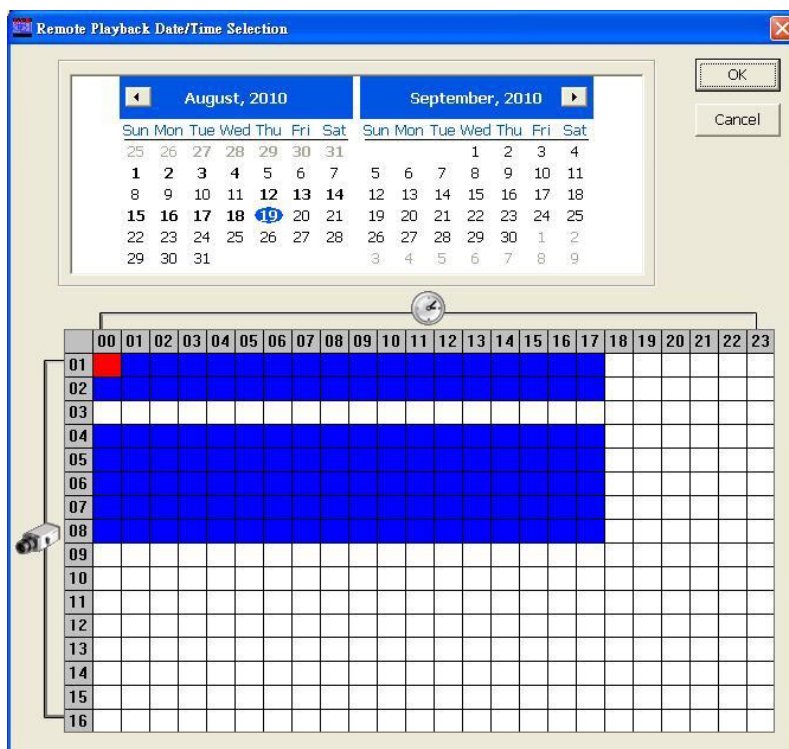 Remote Playback Date/Time Selection
OK
Cancel
August, 2010 September, 2010
Sun Mon Tue Wed Thu Fri Sat Sun Mon Tue Wed Thu Fri Sat
25 26 27 28 29 30 31 1 2 3 4
1 2 3 4 5 6 7 5 6 7 8 9 10 11
8 9 10 11 12 13 14 12 13 14 15 16 17 18
15 16 17 18 19 20 21 19 20 21 22 23 24 25
22 23 24 25 26 27 28 26 27 28 29 30 1 2
29 30 31 3 4 5 6 7 8 9
00 01 02 03 04 05 06 07 08 09 10 11 12 13 14 15 16 17 18 19 20 21 22 23
01
02
03
04
05
06
07
08
09
10
11
12
13
14
15
16